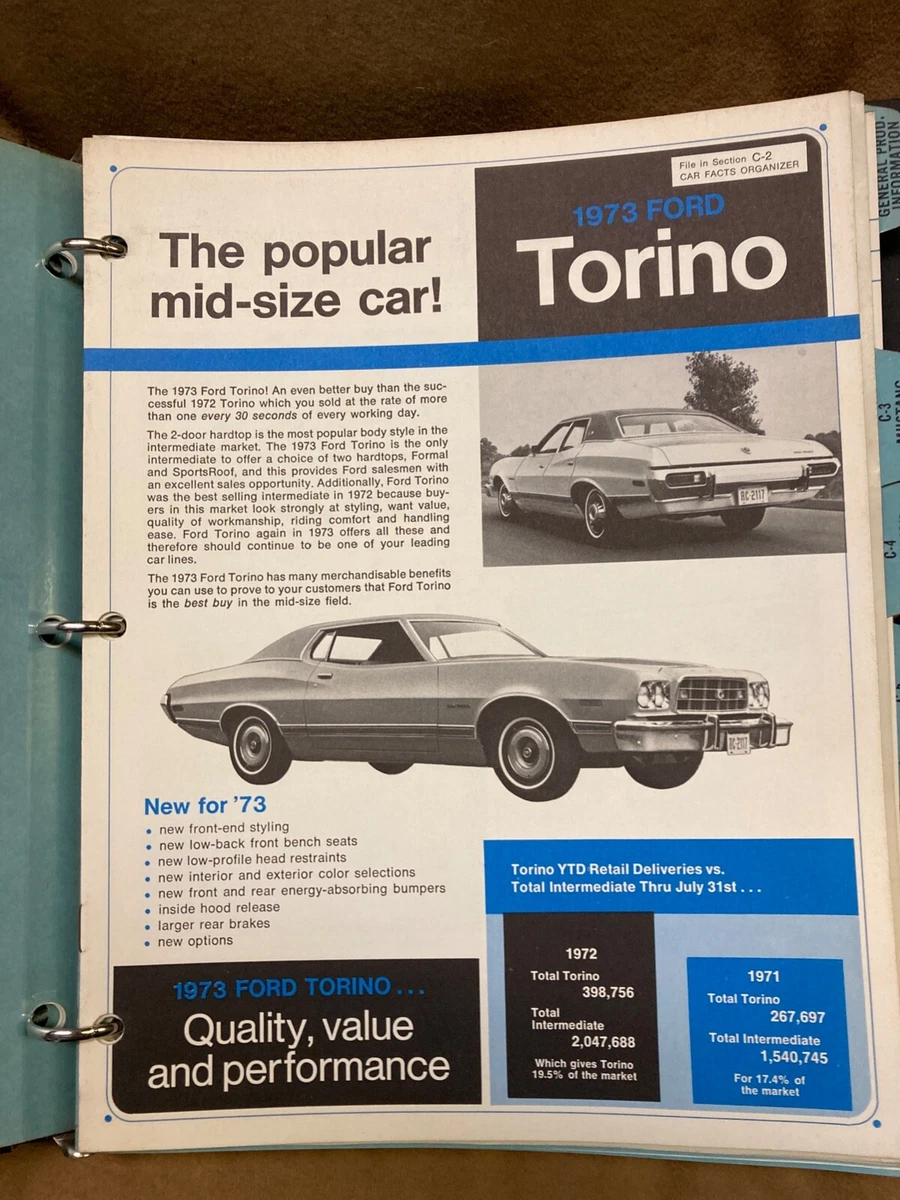 File in Section C-2
CAR FACTS ORGANIZER
1973 FORD
Torino
The popular
mid-size car!
The 1973 Ford Torino! An even better buy than the suc-
cessful 1972 Torino which you sold at the rate of more
than one every 30 seconds of every working day.
The 2-door hardtop is the most popular body style in the
intermediate market. The 1973 Ford Torino is the only
intermediate to offer a choice of two hardtops, Formal
and SportsRoof, and this provides Ford salesmen with
an excellent sales opportunity. Additionally, Ford Torino
was the best selling intermediate in 1972 because buy-
ers in this market look strongly at styling, want value,
quality of workmanship, riding comfort and handling
ease. Ford Torino again in 1973 offers all these and
therefore should continue to be one of your leading
car lines.
The 1973 Ford Torino has many merchandisable benefits
you can use to prove to your customers that Ford Torino
is the best buy in the mid-size field.
RC-2117
RC-2117
New for '73
• new front-end styling
• new low-back front bench seats
• new low-profile head restraints
• new interior and exterior color selections
• new front and rear energy-absorbing bumpers
• inside hood release
• larger rear brakes
• new options
1973 FORD TORINO...
Quality, value
and performance
Torino YTD Retail Deliveries vs.
Total Intermediate Thru July 31st...
1972
Total Torino
398,756
Total
Intermediate
2,047,688
Which gives Torino
19.5% of the market
1971
Total Torino
267,697
Total Intermediate
1,540,745
For 17.4% of
the market
GENERAL PROD.
INFORMATION
C-3
MUSTANG
C-4